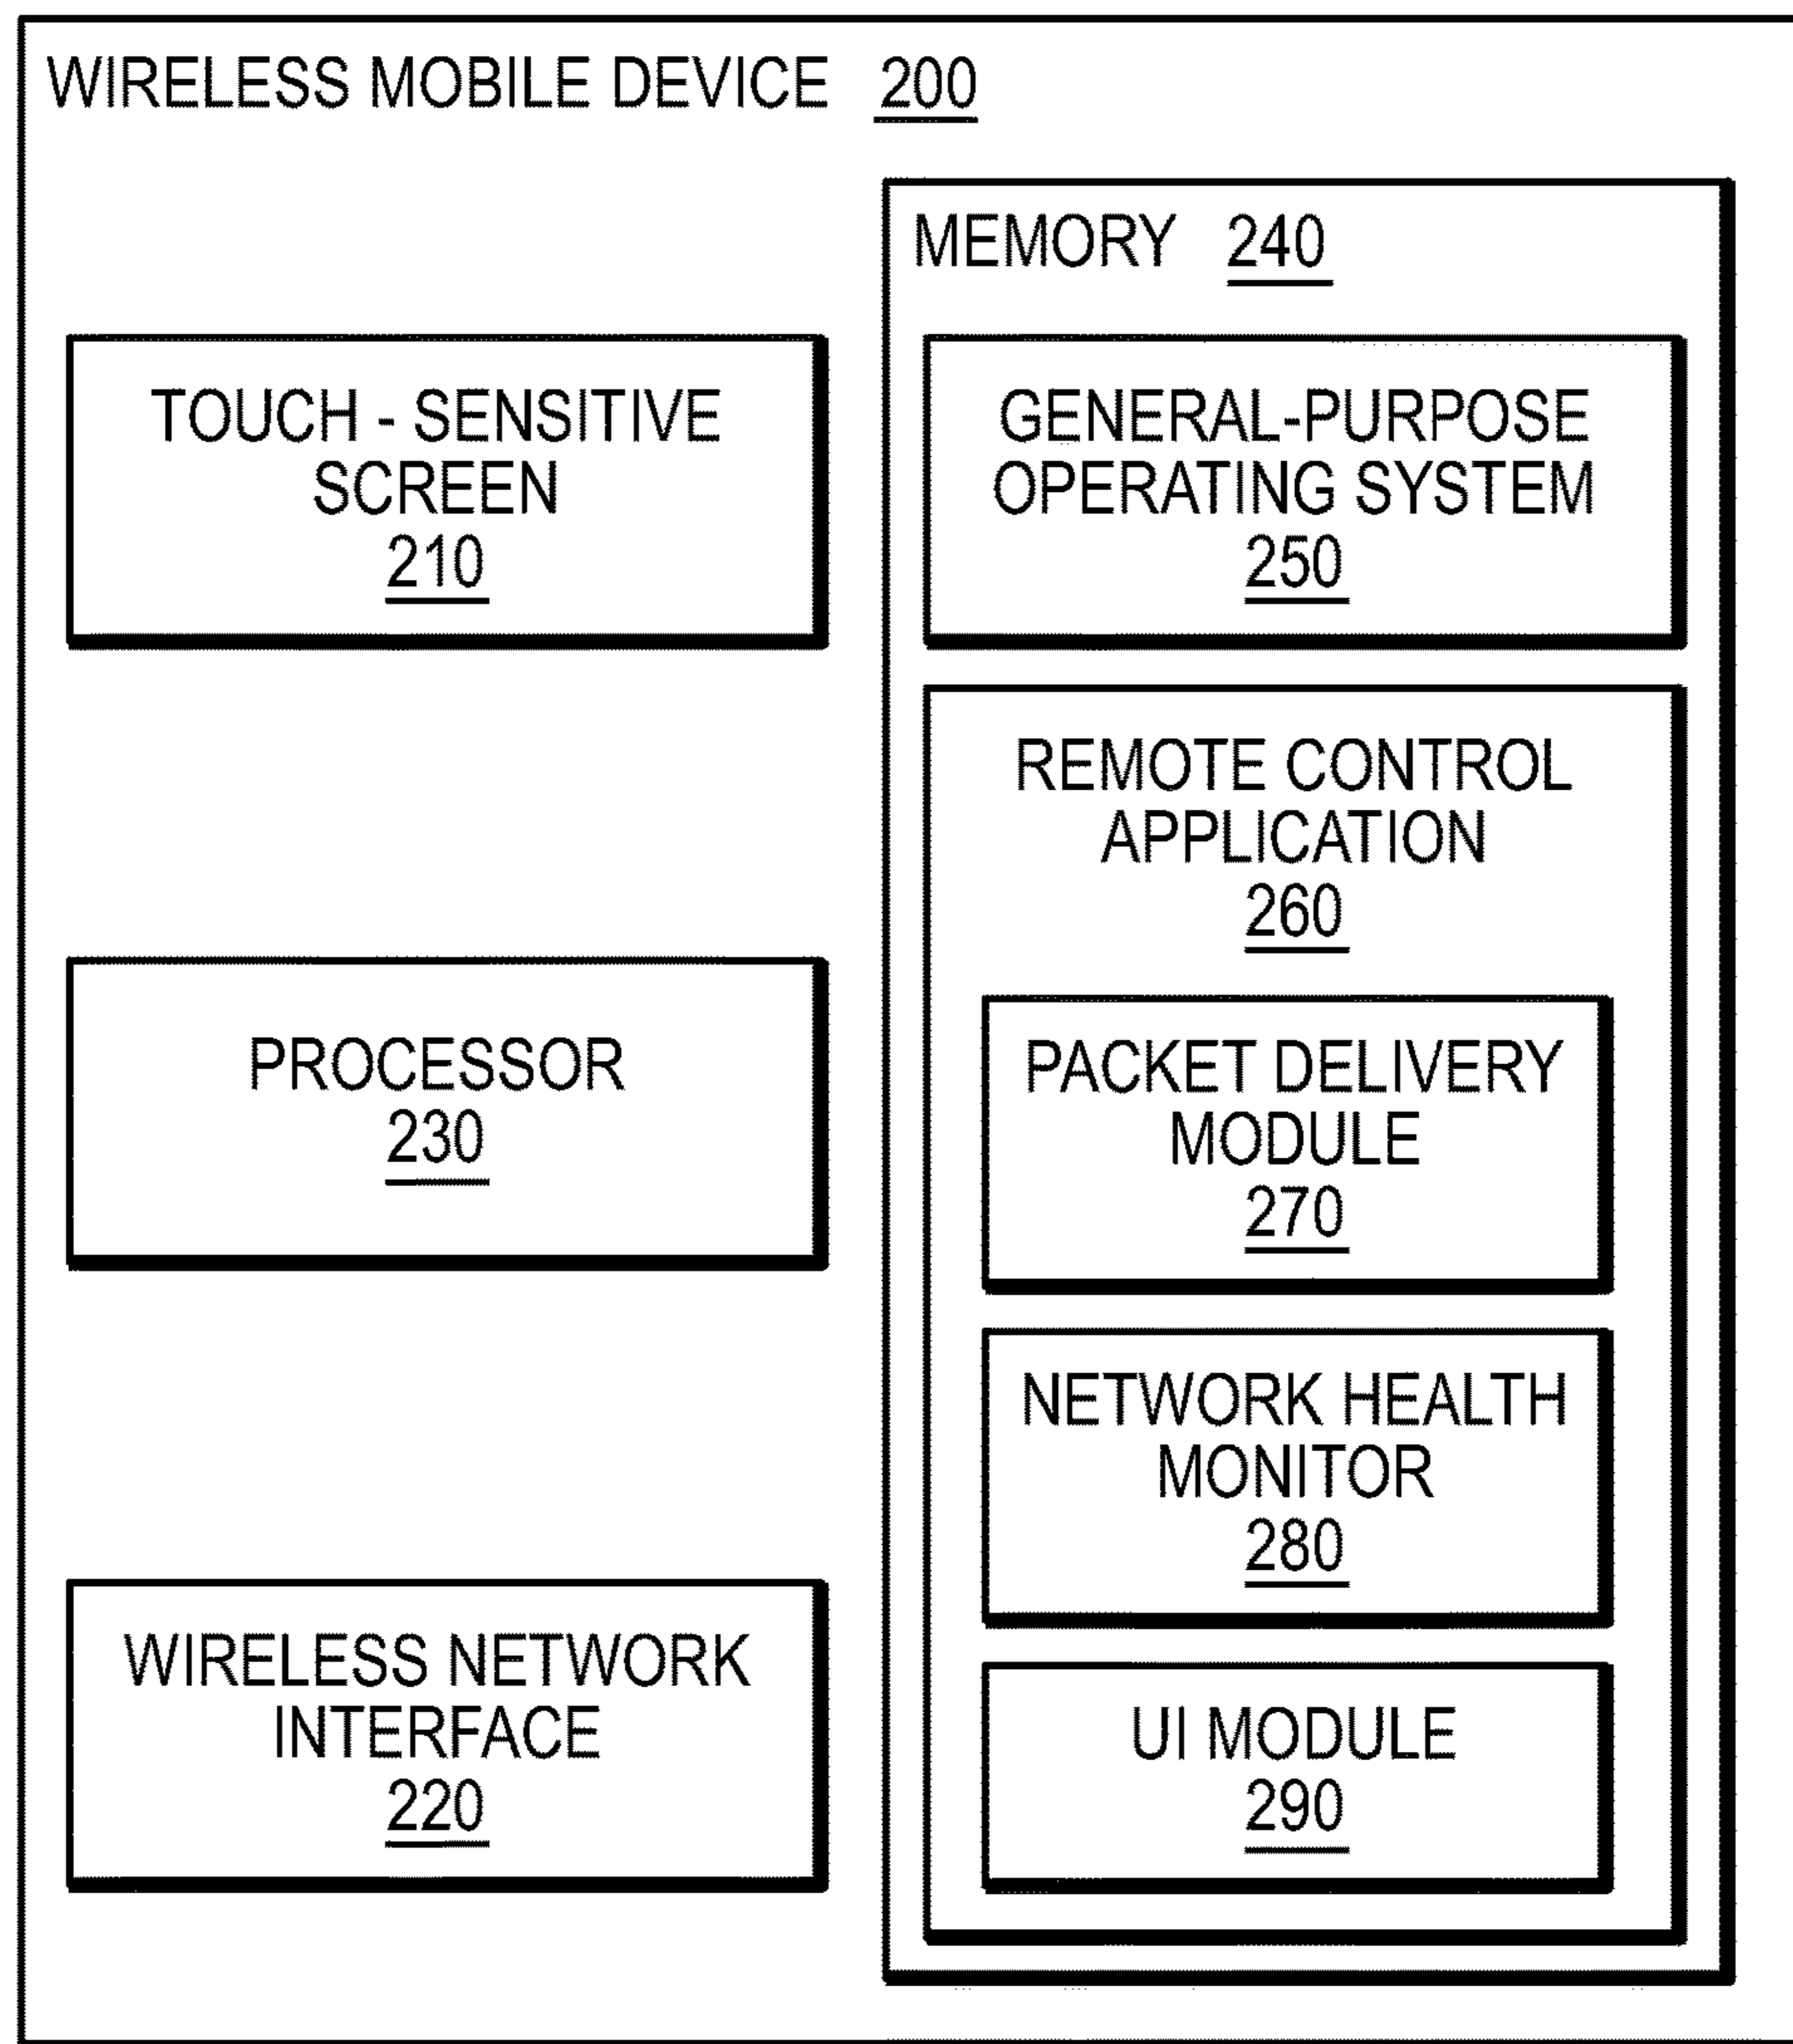 WIRELESS MOBILE DEVICE 200
MEMORY 240
TOUCH - SENSITIVE
SCREEN
210
GENERAL-PURPOSE
OPERATING SYSTEM
250
REMOTE CONTROL
APPLICATION
260
PROCESSOR
230
PACKET DELIVERY
MODULE
270
NETWORK HEALTH
MONITOR
280
WIRELESS NETWORK
INTERFACE
220
UI MODULE
290